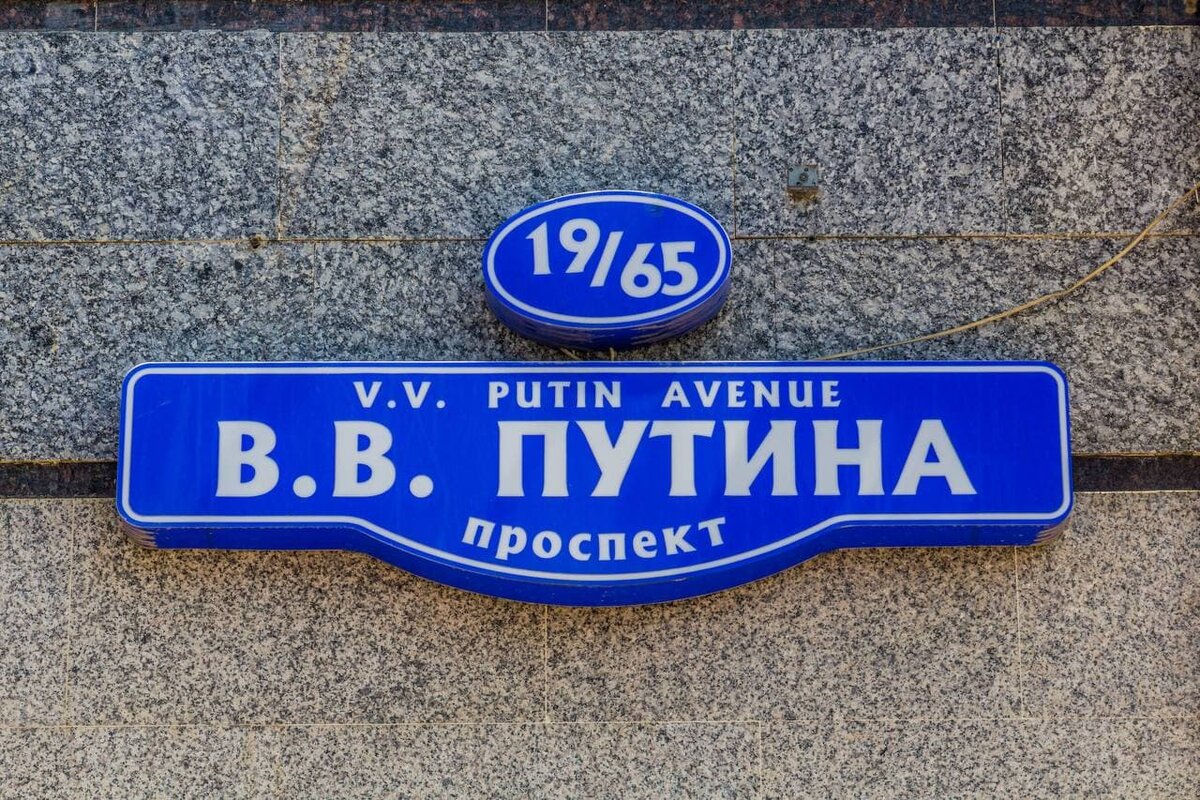 19/65
V.V. PUTIN AVENUE
В.В. ПУТИНА
проспект